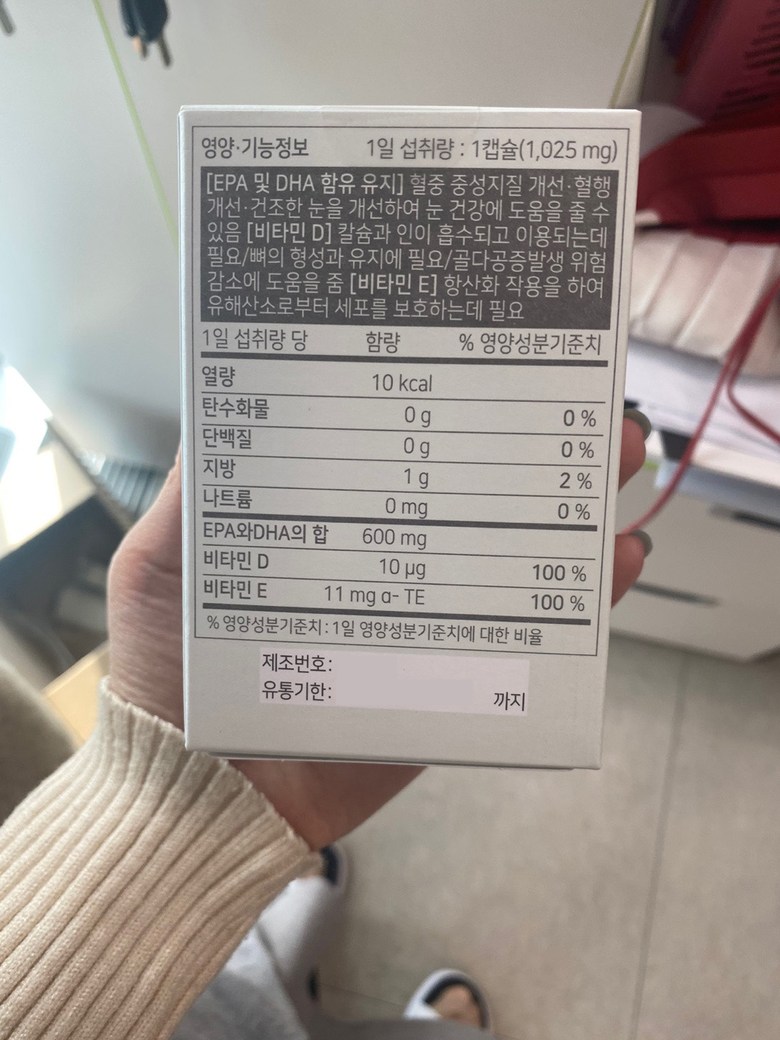 영양·기능정보 1일 섭취량 : 1캡슐(1,025 mg)
[EPA 및 DHA 함유 유지] 혈중 중성지질 개선·혈행
개선·건조한 눈을 개선하여 눈 건강에 도움을 줄 수
있음 [비타민 D] 칼슘과 인이 흡수되고 이용되는데
필요/뼈의 형성과 유지에 필요/골다공증발생 위험
감소에 도움을 줌 [비타민 E] 항산화 작용을 하여
유해산소로부터 세포를 보호하는데 필요
1일 섭취량 당 함량 % 영양성분기준치
열량 10 kcal
탄수화물 0 g 0 %
단백질 0 g 0 %
지방 1 g 2 %
나트륨 0 mg 0 %
EPA와DHA의 합 600 mg
비타민 D 10 µg 100 %
비타민 E 11 mg α- TE 100 %
% 영양성분기준치 : 1일 영양성분기준치에 대한 비율
제조번호:
유통기한: 까지